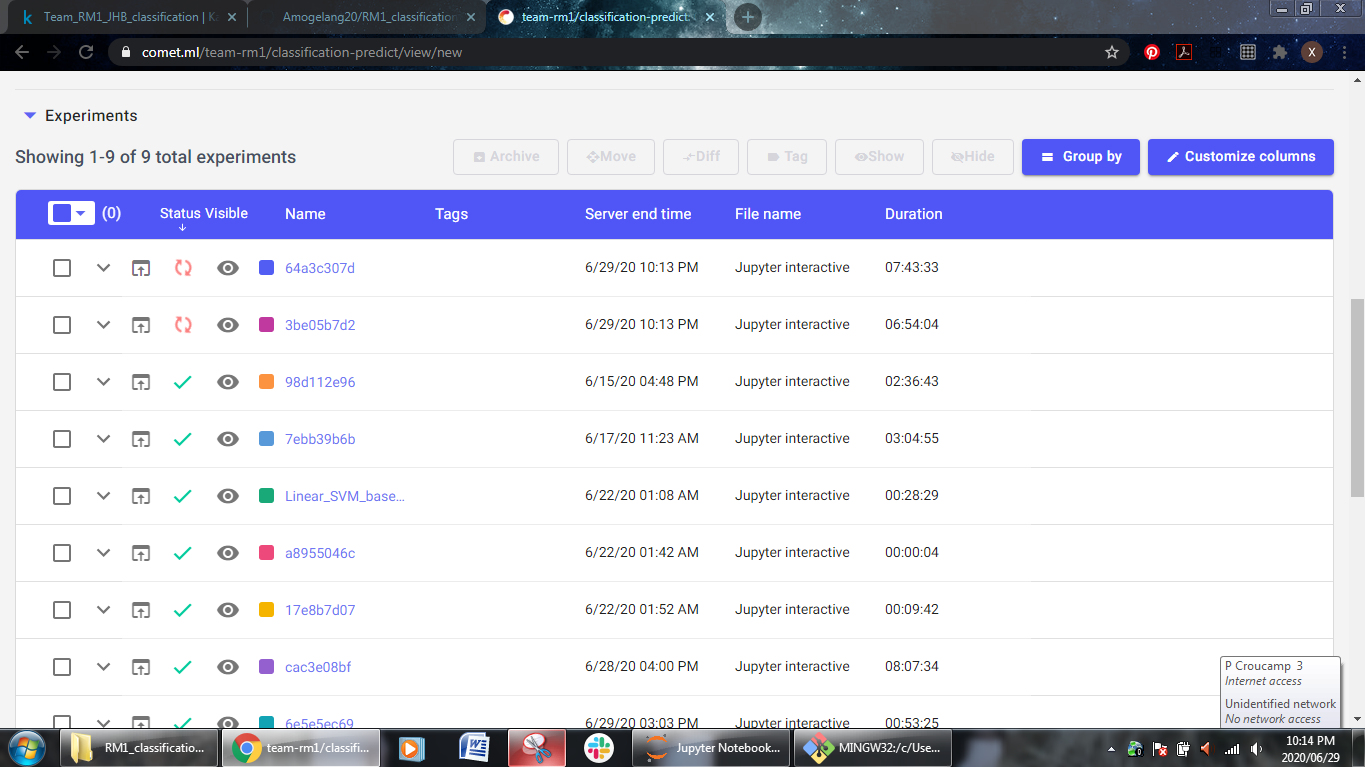 Team_RM1_JHB_classification | Ka
Amogelang20/RM1_classification
team-rm1/classification-predict:
comet.ml/team-rm1/classification-predict/view/new
X
Experiments
Showing 1-9 of 9 total experiments
Archive Move Diff Tag Show Hide Group by Customize columns
(0) Status Visible Name Tags Server end time File name Duration
64a3c307d 6/29/20 10:13 PM Jupyter interactive 07:43:33
3be05b7d2 6/29/20 10:13 PM Jupyter interactive 06:54:04
98d112e96 6/15/20 04:48 PM Jupyter interactive 02:36:43
7ebb39b6b 6/17/20 11:23 AM Jupyter interactive 03:04:55
Linear_SVM_base... 6/22/20 01:08 AM Jupyter interactive 00:28:29
a8955046c 6/22/20 01:42 AM Jupyter interactive 00:00:04
17e8b7d07 6/22/20 01:52 AM Jupyter interactive 00:09:42
cac3e08bf 6/28/20 04:00 PM Jupyter interactive 08:07:34
6e5e5ec69 6/29/20 03:03 PM Jupyter interactive 00:53:25
P Croucamp 3
Internet access
Unidentified network
No network access
RM1_classificatio...
team-rm1/classifi...
Jupyter Notebook...
MINGW32:/c/Use...
10:14 PM
2020/06/29